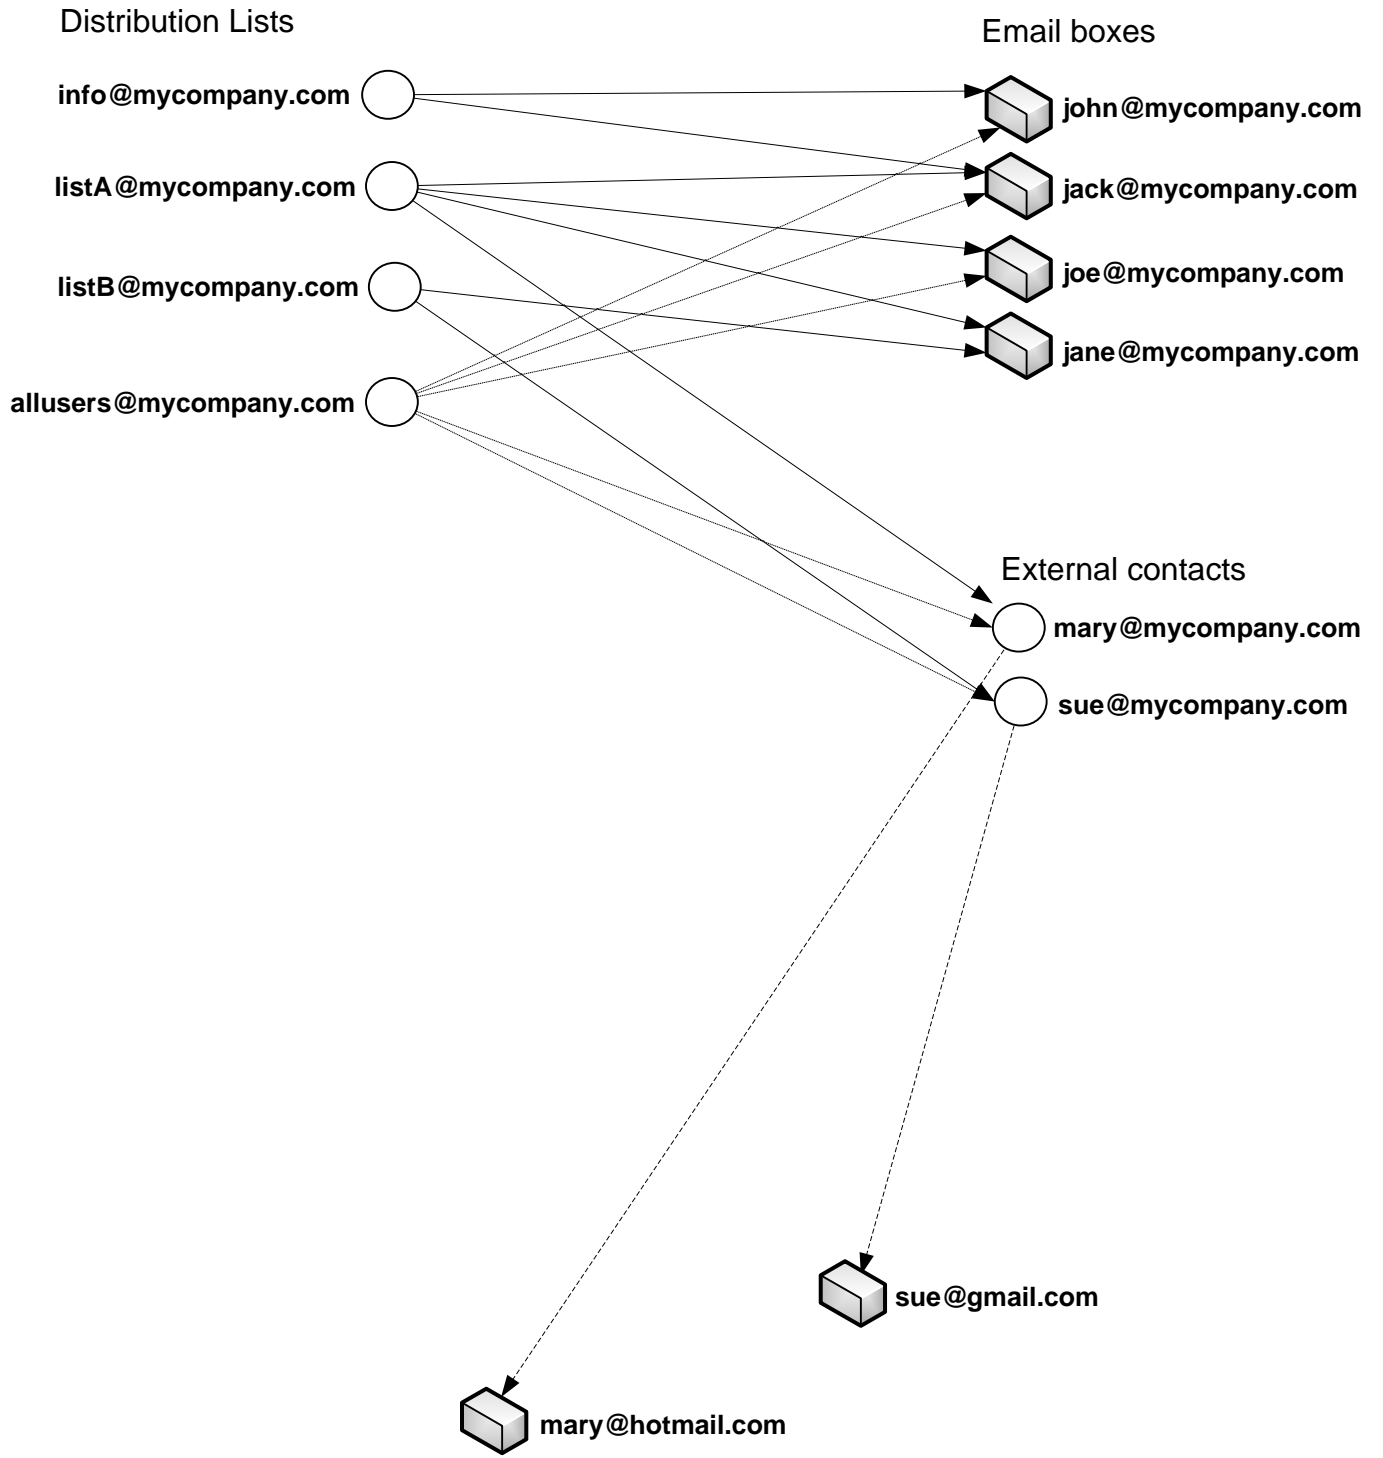 Distribution Lists
Email boxes
info@mycompany.com
john@mycompany.com
listA@mycompany.com
jack@mycompany.com
listB@mycompany.com
joe@mycompany.com
jane@mycompany.com
allusers@mycompany.com
External contacts
mary@mycompany.com
sue@mycompany.com
sue@gmail.com
mary@hotmail.com